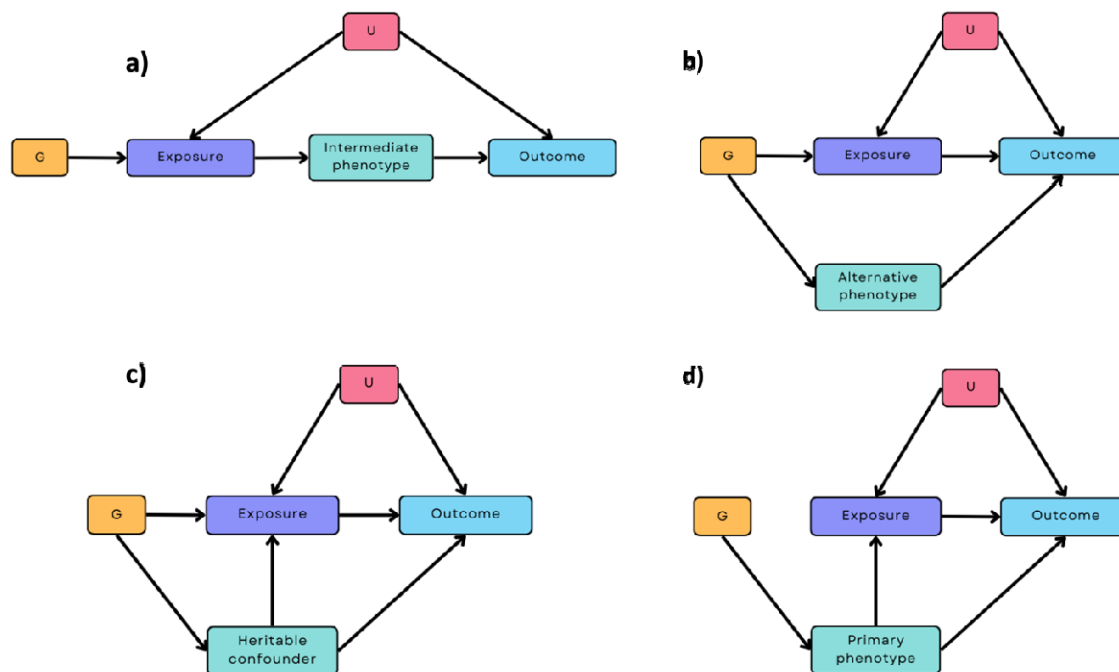 U
a)
G
Exposure
Intermediate
phenotype
Outcome
U
b)
G
Exposure
Outcome
Alternative
phenotype
U
c)
G
Exposure
Outcome
Heritable
confounder
U
d)
G
Exposure
Outcome
Primary
phenotype